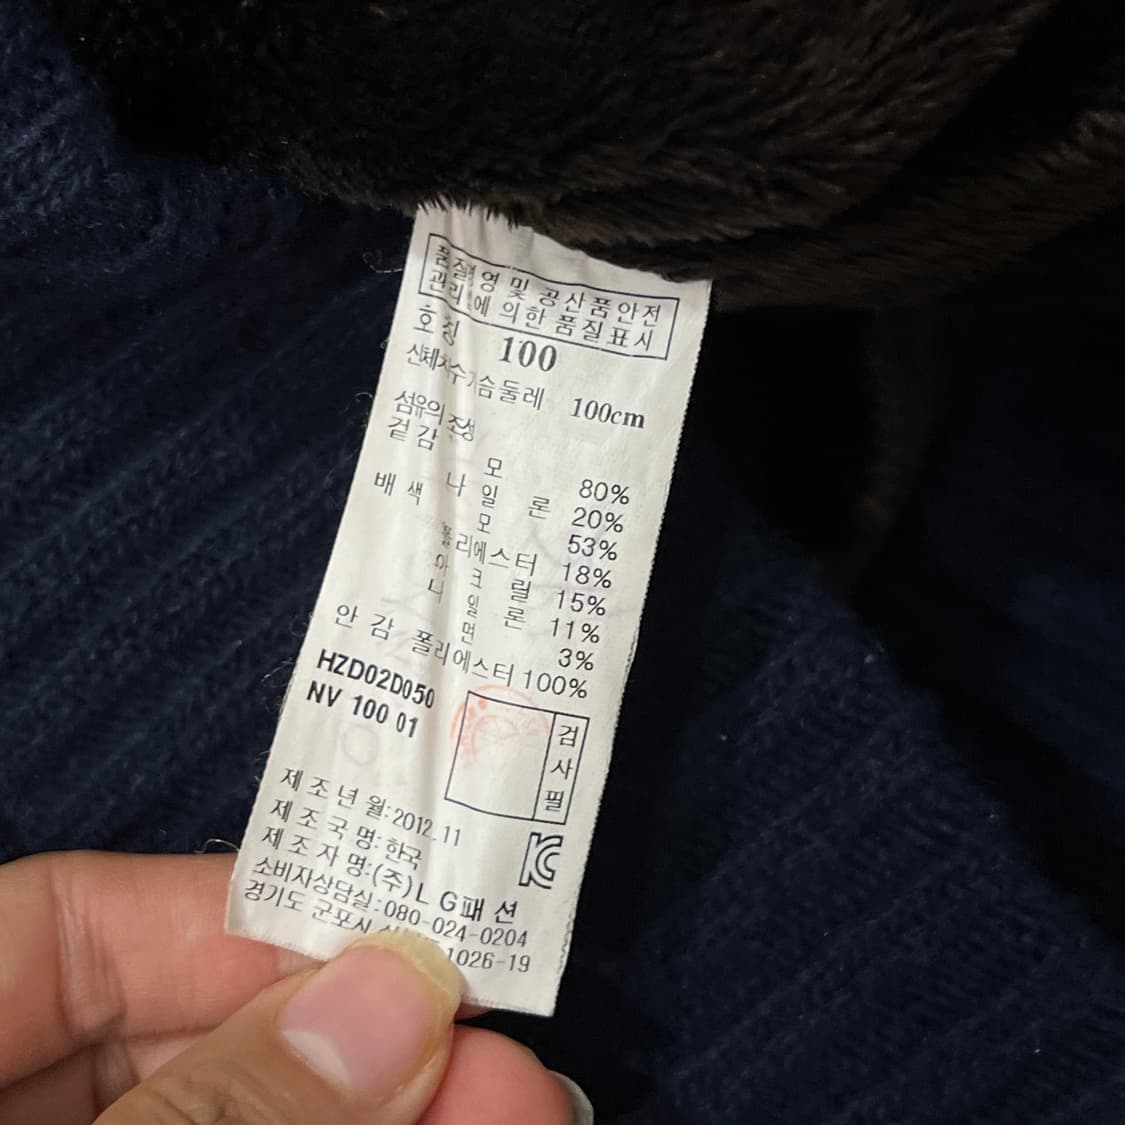 품질경영 및 공산품안전
관리에 의한 품질표시
호칭 100
신체치수 가슴둘레 100cm
섬유의 조성
겉감 모 80%
나일론 20%
배색 모 53%
폴리에스터 18%
아크릴 15%
나일론 11%
면 3%
안감 폴리에스터 100%
HZD02D050
NV 100 01
검사필
제조년월: 2012.11
제조국명: 한국
제조자명:(주)LG패션
소비자상담실:080-024-0204
경기도 군포시 1026-19